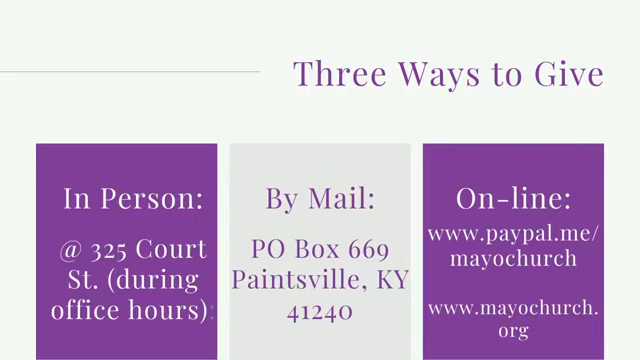 Three Ways to Give
In Person:
@ 325 Court
St. (during
office hours):
By Mail:
PO Box 669
Paintsville, KY
41240
On-line:
www.paypal.me/
mayochurch
www.mayochurch.
org